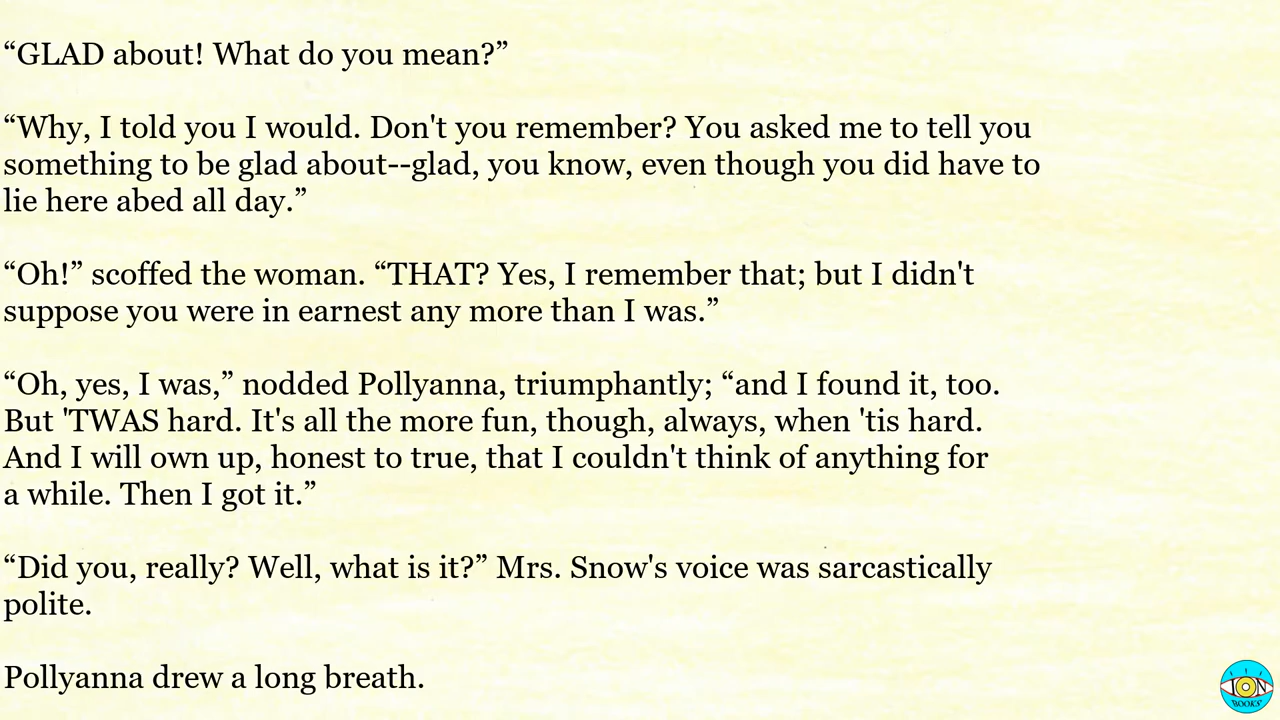 “GLAD about! What do you mean?”
“Why, I told you I would. Don't you remember? You asked me to tell you
something to be glad about--glad, you know, even though you did have to
lie here abed all day.”
“Oh!” scoffed the woman. “THAT? Yes, I remember that; but I didn't
suppose you were in earnest any more than I was.”
“Oh, yes, I was,” nodded Pollyanna, triumphantly; “and I found it, too.
But 'TWAS hard. It's all the more fun, though, always, when 'tis hard.
And I will own up, honest to true, that I couldn't think of anything for
a while. Then I got it.”
“Did you, really? Well, what is it?” Mrs. Snow's voice was sarcastically
polite.
Pollyanna drew a long breath.
ION
BOOKS